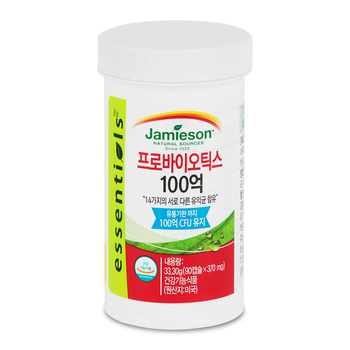 essentials
Jamieson
NATURAL SOURCES
Since 1922
프로바이오틱스
100억
"14가지의 서로 다른 유익균 함유"
유통기한 까지
100억 CFU 유지
내용량:
33.30g(90캡슐×370 mg)
건강기능식품
(원산지:미국)